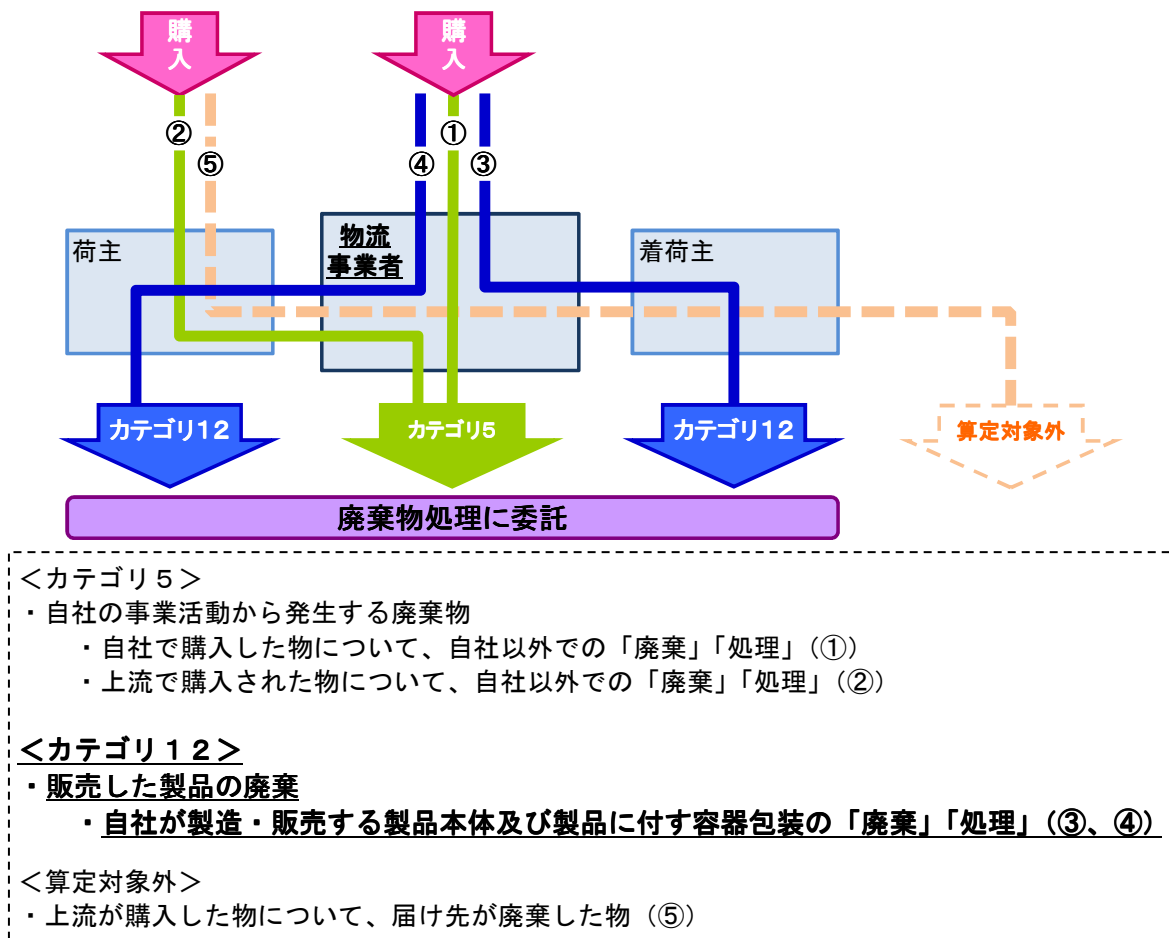 購
入
購
入
②
⑤
④
①
③
荷主
物流
事業者
着荷主
カテゴリ12
カテゴリ5
カテゴリ12
算定対象外
廃棄物処理に委託
＜カテゴリ５＞
・自社の事業活動から発生する廃棄物
・自社で購入した物について、自社以外での「廃棄」「処理」（①）
・上流で購入された物について、自社以外での「廃棄」「処理」（②）
＜カテゴリ１２＞
・販売した製品の廃棄
・自社が製造・販売する製品本体及び製品に付す容器包装の「廃棄」「処理」（③、④）
＜算定対象外＞
・上流が購入した物について、届け先が廃棄した物（⑤）